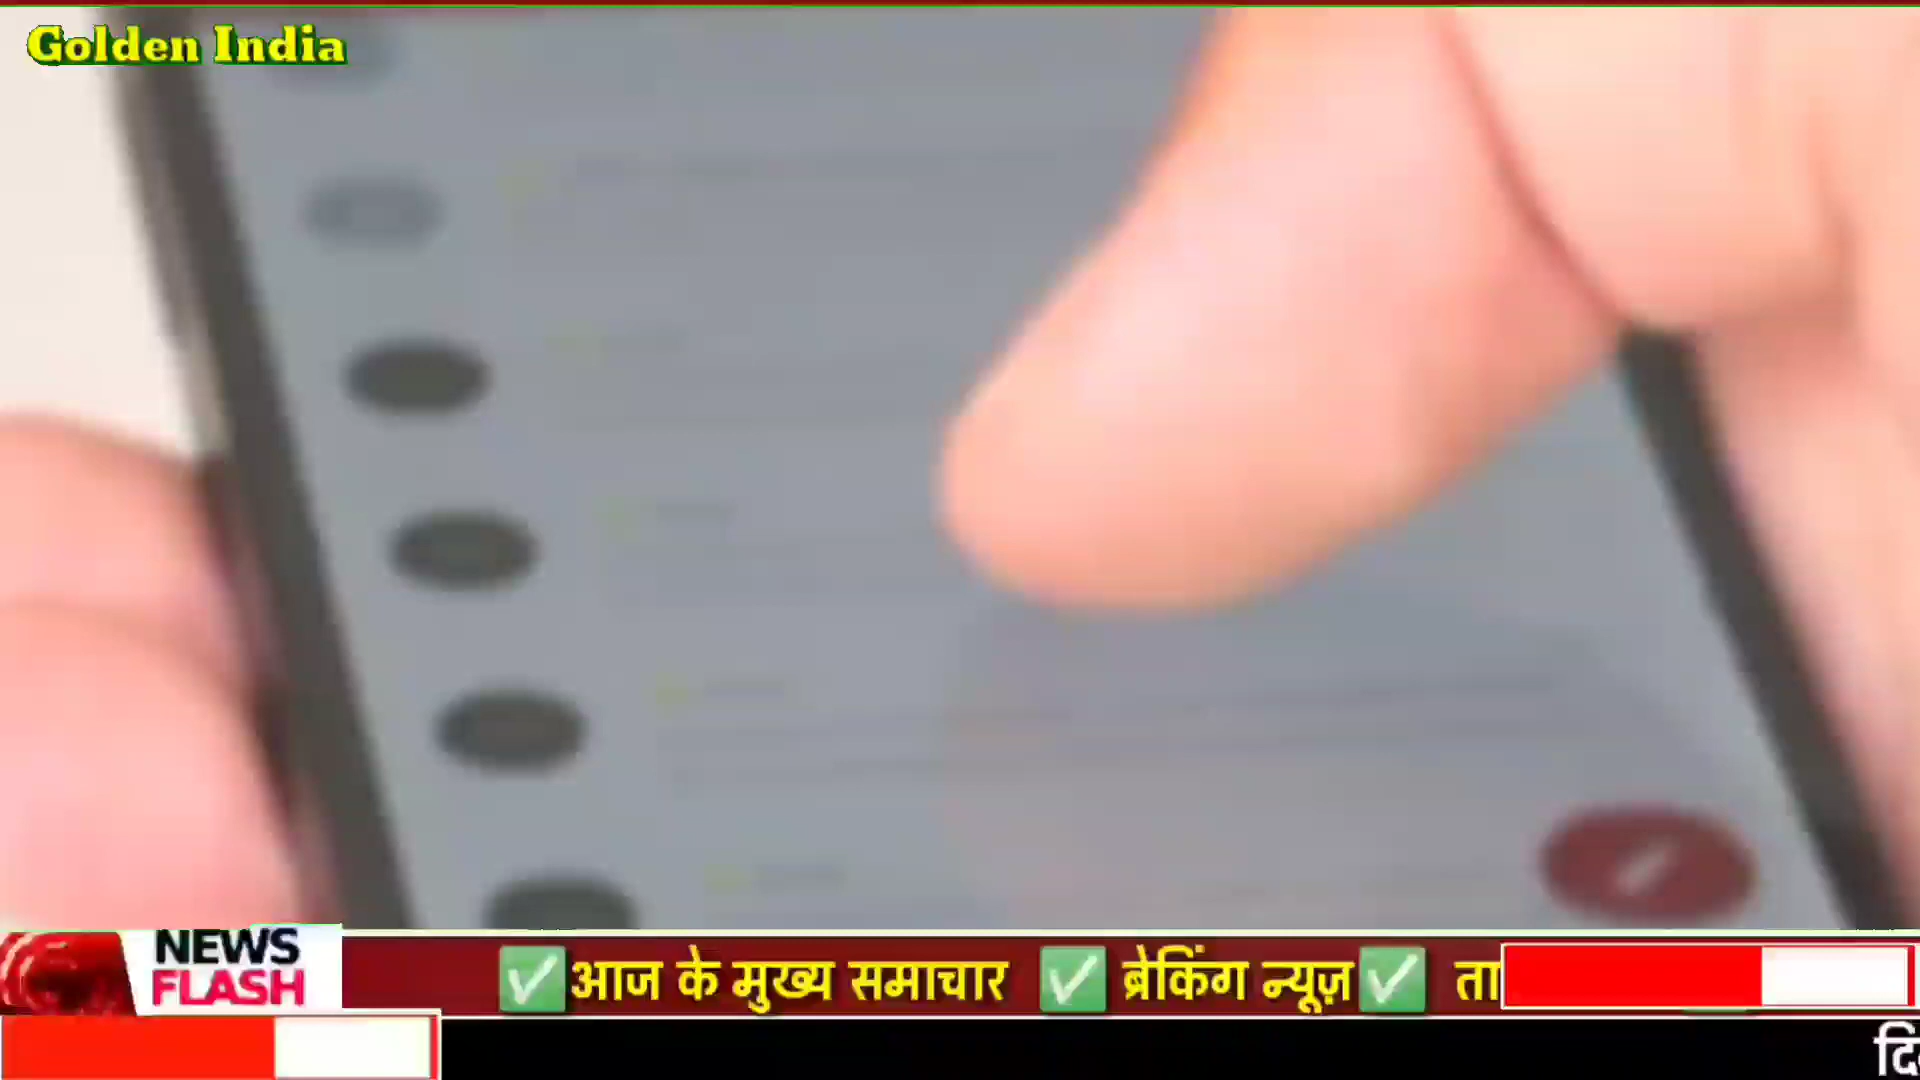 Golden India
NEWS
FLASH
✅आज के मुख्य समाचार ✅ ब्रेकिंग न्यूज़✅